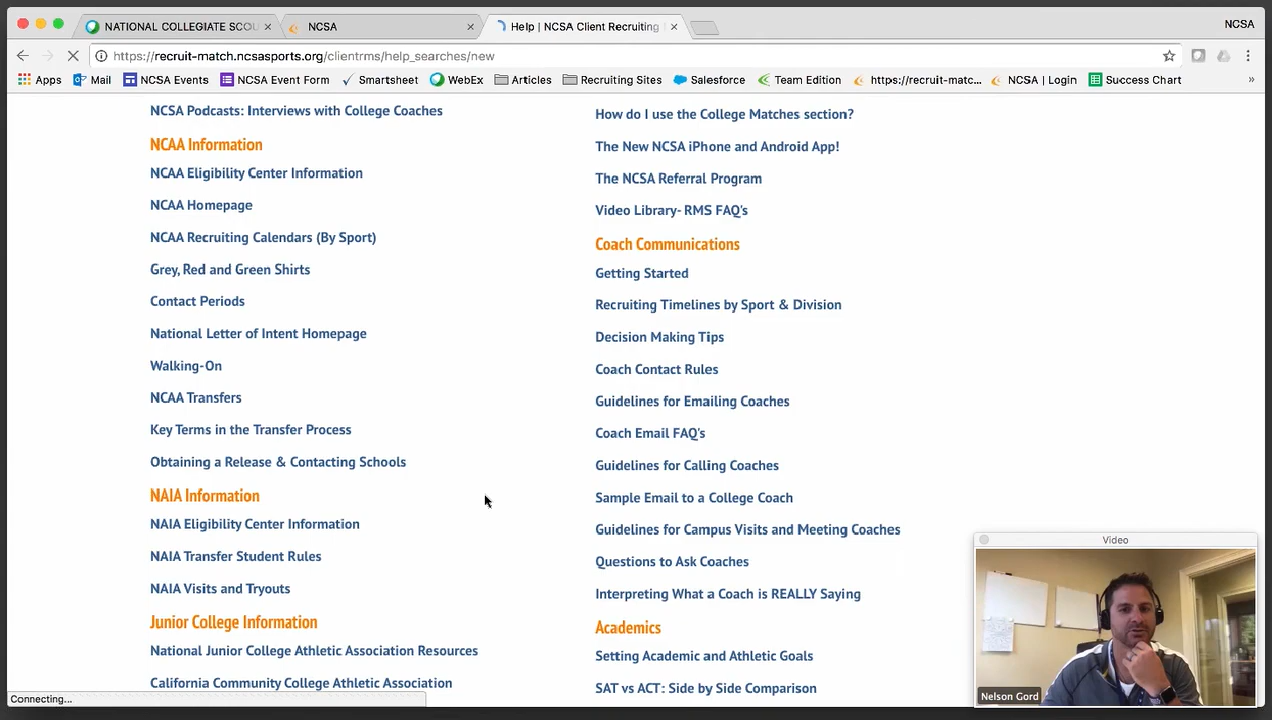 NATIONAL COLLEGIATE SCOU
NCSA
Help | NCSA Client Recruiting
NCSA
https://recruit-match.ncsasports.org/clientrms/help_searches/new
Apps Mail NCSA Events NCSA Event Form Smartsheet WebEx Articles Recruiting Sites Salesforce Team Edition https://recruit-matc... NCSA | Login Success Chart »
NCSA Podcasts: Interviews with College Coaches
NCAA Information
NCAA Eligibility Center Information
NCAA Homepage
NCAA Recruiting Calendars (By Sport)
Grey, Red and Green Shirts
Contact Periods
National Letter of Intent Homepage
Walking-On
NCAA Transfers
Key Terms in the Transfer Process
Obtaining a Release & Contacting Schools
NAIA Information
NAIA Eligibility Center Information
NAIA Transfer Student Rules
NAIA Visits and Tryouts
Junior College Information
National Junior College Athletic Association Resources
California Community College Athletic Association
How do I use the College Matches section?
The New NCSA iPhone and Android App!
The NCSA Referral Program
Video Library- RMS FAQ's
Coach Communications
Getting Started
Recruiting Timelines by Sport & Division
Decision Making Tips
Coach Contact Rules
Guidelines for Emailing Coaches
Coach Email FAQ's
Guidelines for Calling Coaches
Sample Email to a College Coach
Guidelines for Campus Visits and Meeting Coaches
Questions to Ask Coaches
Interpreting What a Coach is REALLY Saying
Academics
Setting Academic and Athletic Goals
SAT vs ACT: Side by Side Comparison
Connecting...
Video
Nelson Gord